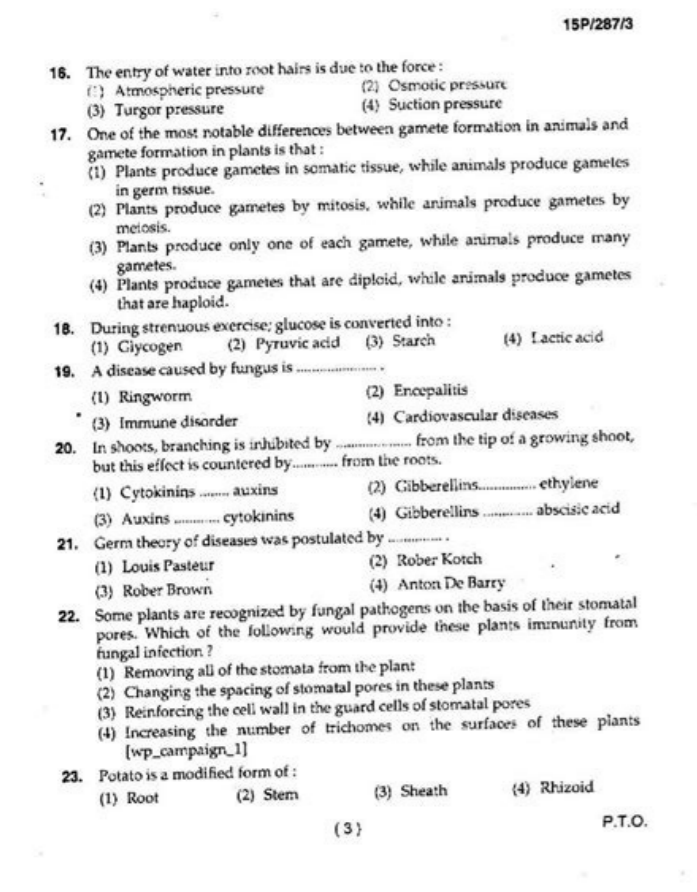 15P/287/3
16. The entry of water into root hairs is due to the force :
(1) Atmospheric pressure (2) Osmotic pressure
(3) Turgor pressure (4) Suction pressure
17. One of the most notable differences between gamete formation in animals and
gamete formation in plants is that :
(1) Plants produce gametes in somatic tissue, while animals produce gametes
in germ tissue.
(2) Plants produce gametes by mitosis, while animals produce gametes by
meiosis.
(3) Plants produce only one of each gamete, while animals produce many
gametes.
(4) Plants produce gametes that are diploid, while animals produce gametes
that are haploid.
18. During strenuous exercise; glucose is converted into :
(1) Glycogen (2) Pyruvic acid (3) Starch (4) Lactic acid
19. A disease caused by fungus is ..................... .
(1) Ringworm (2) Encepalitis
(3) Immune disorder (4) Cardiovascular diseases
20. In shoots, branching is inhibited by .................. from the tip of a growing shoot,
but this effect is countered by........... from the roots.
(1) Cytokinins ........ auxins (2) Gibberellins.............. ethylene
(3) Auxins ............ cytokinins (4) Gibberellins ............ abscisic acid
21. Germ theory of diseases was postulated by ............. .
(1) Louis Pasteur (2) Rober Kotch
(3) Rober Brown (4) Anton De Barry
22. Some plants are recognized by fungal pathogens on the basis of their stomatal
pores. Which of the following would provide these plants immunity from
fungal infection ?
(1) Removing all of the stomata from the plant
(2) Changing the spacing of stomatal pores in these plants
(3) Reinforcing the cell wall in the guard cells of stomatal pores
(4) Increasing the number of trichomes on the surfaces of these plants
[wp_campaign_1]
23. Potato is a modified form of :
(1) Root (2) Stem (3) Sheath (4) Rhizoid
( 3 )
P.T.O.